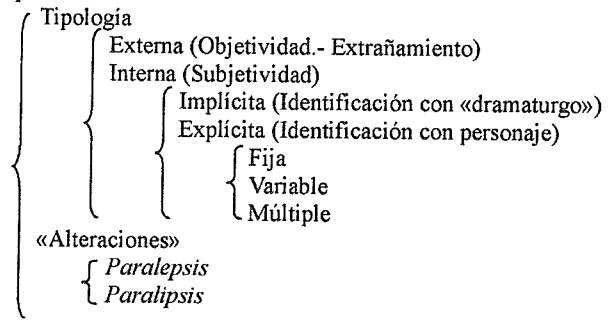 Tipología
Externa (Objetividad.- Extrañamiento)
Interna (Subjetividad)
Implícita (Identificación con «dramaturgo»)
Explícita (Identificación con personaje)
Fija
Variable
Múltiple
«Alteraciones»
Paralepsis
Paralipsis